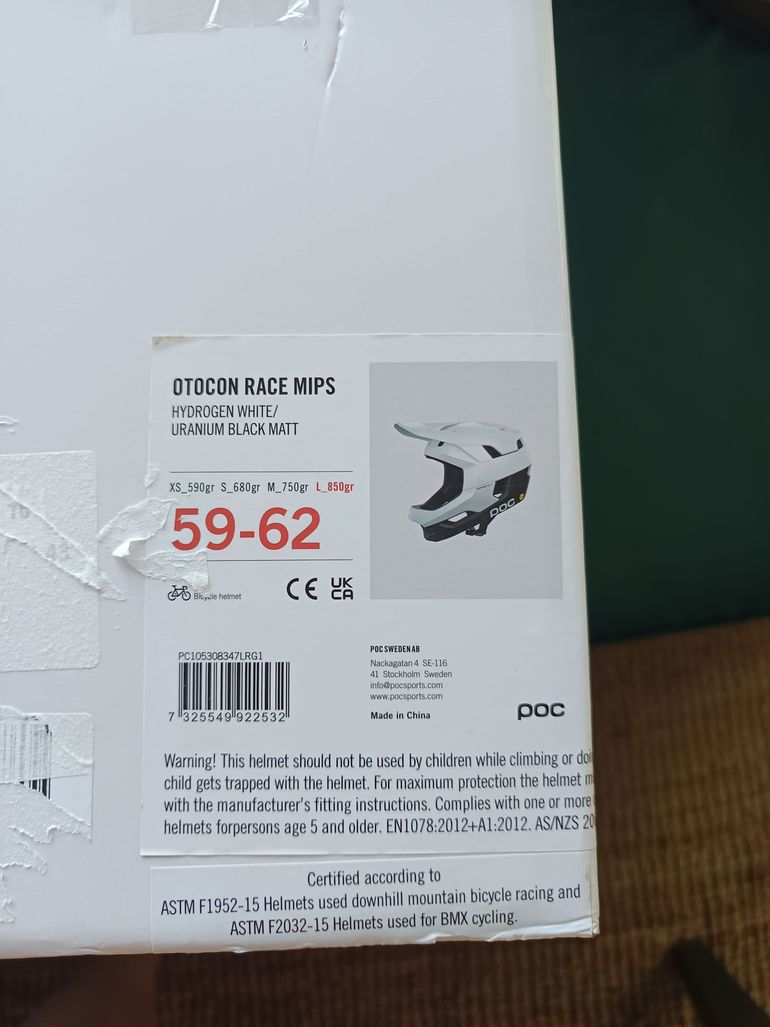 OTOCON RACE MIPS
HYDROGEN WHITE/
URANIUM BLACK MATT
XS_590gr S_680gr M_750gr L_850gr
59-62
Bicycle helmet
CE UK
CA
poc
PC105308347LRG1
7 325549 922532
POC SWEDEN AB
Nackagatan 4 SE-116
41 Stockholm Sweden
info@pocsports.com
www.pocsports.com
Made in China
poc
Warning! This helmet should not be used by children while climbing or doi
child gets trapped with the helmet. For maximum protection the helmet m
with the manufacturer's fitting instructions. Complies with one or more
helmets forpersons age 5 and older. EN1078:2012+A1:2012. AS/NZS 20
Certified according to
ASTM F1952-15 Helmets used downhill mountain bicycle racing and
ASTM F2032-15 Helmets used for BMX cycling.